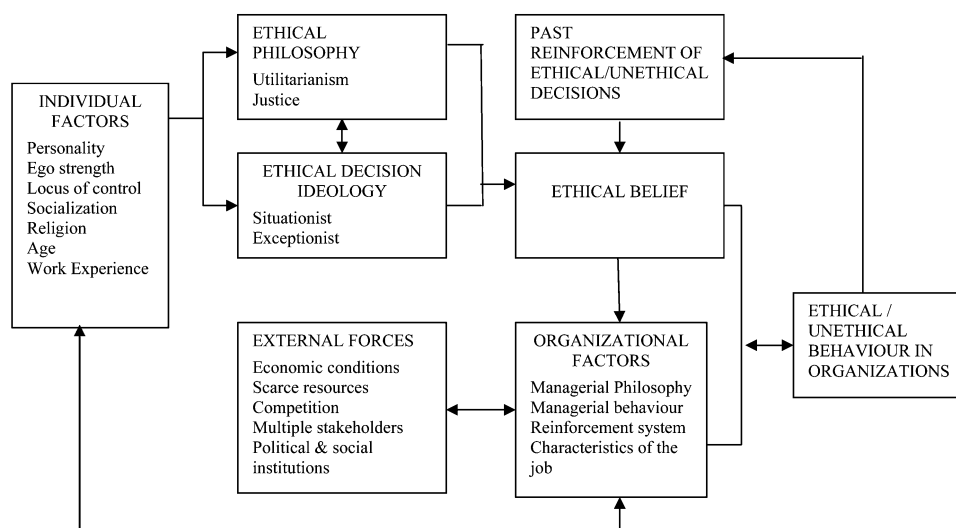 INDIVIDUAL
FACTORS
Personality
Ego strength
Locus of control
Socialization
Religion
Age
Work Experience
ETHICAL
PHILOSOPHY
Utilitarianism
Justice
ETHICAL DECISION
IDEOLOGY
Situationist
Exceptionist
EXTERNAL FORCES
Economic conditions
Scarce resources
Competition
Multiple stakeholders
Political & social
institutions
PAST
REINFORCEMENT OF
ETHICAL/UNETHICAL
DECISIONS
ETHICAL BELIEF
ORGANIZATIONAL
FACTORS
Managerial Philosophy
Managerial behaviour
Reinforcement system
Characteristics of the
job
ETHICAL /
UNETHICAL
BEHAVIOUR IN
ORGANIZATIONS